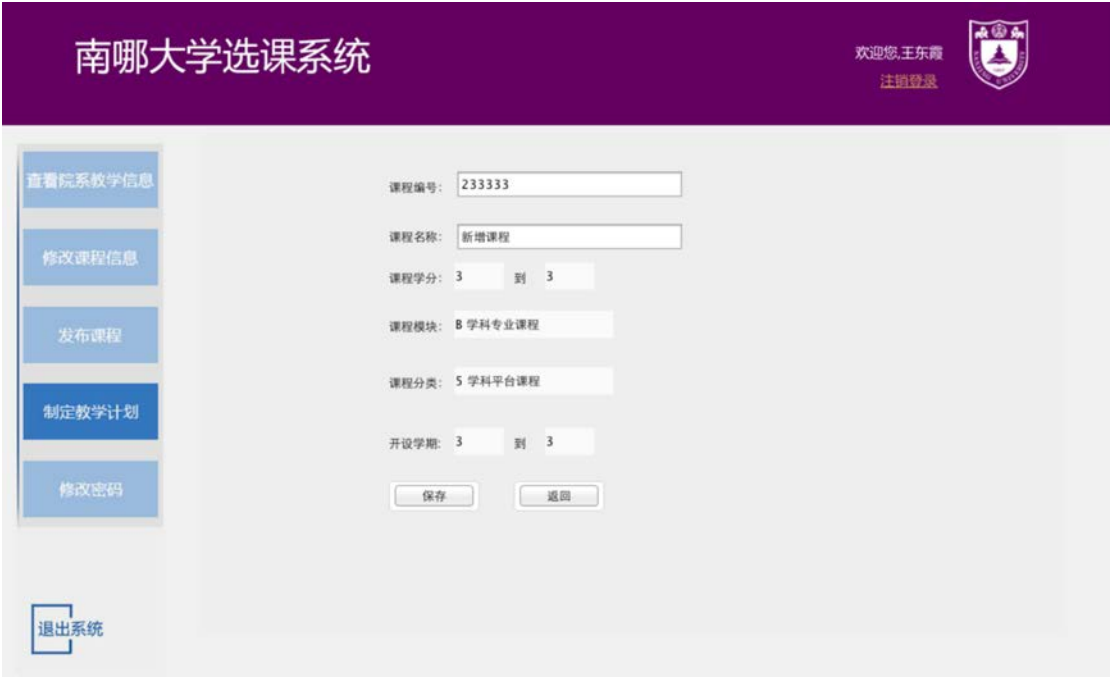 南哪大学选课系统
欢迎您,王东霞
注销登录
查看院系教学信息
修改课程信息
发布课程
制定教学计划
修改密码
退出系统
课程编号: 233333
课程名称: 新增课程
课程学分: 3 到 3
课程模块: B 学科专业课程
课程分类: 5 学科平台课程
开设学期: 3 到 3
保存 返回